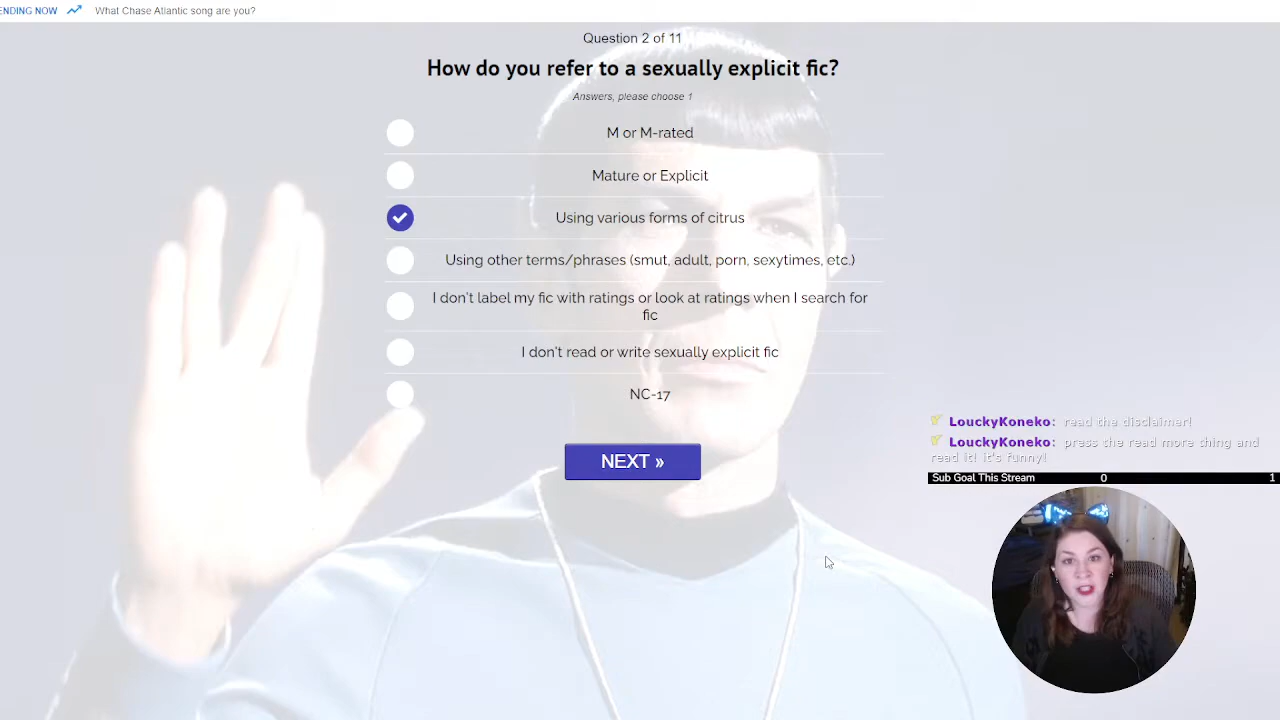 ENDING NOW What Chase Atlantic song are you?
Question 2 of 11
How do you refer to a sexually explicit fic?
Answers, please choose 1
M or M-rated
Mature or Explicit
Using various forms of citrus
Using other terms/phrases (smut, adult, porn, sexytimes, etc.)
I don't label my fic with ratings or look at ratings when I search for
fic
I don't read or write sexually explicit fic
NC-17
NEXT »
LouckyKoneko: read the disclaimer!
LouckyKoneko: press the read more thing and
read it! it's funny!
Sub Goal This Stream 0 1